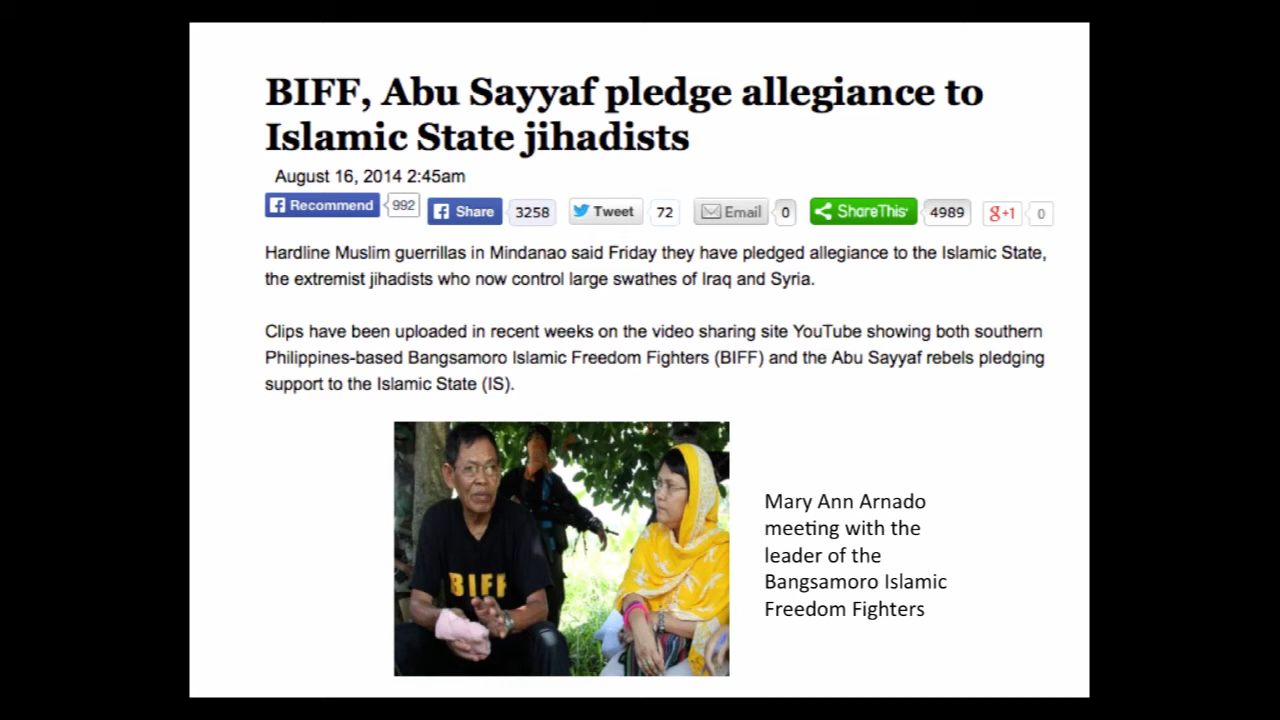 BIFF, Abu Sayyaf pledge allegiance to
Islamic State jihadists
August 16, 2014 2:45am
Recommend 992 Share 3258 Tweet 72 Email 0 ShareThis 4989 g+1 0
Hardline Muslim guerrillas in Mindanao said Friday they have pledged allegiance to the Islamic State,
the extremist jihadists who now control large swathes of Iraq and Syria.
Clips have been uploaded in recent weeks on the video sharing site YouTube showing both southern
Philippines-based Bangsamoro Islamic Freedom Fighters (BIFF) and the Abu Sayyaf rebels pledging
support to the Islamic State (IS).
BIFF
Mary Ann Arnado
meeting with the
leader of the
Bangsamoro Islamic
Freedom Fighters